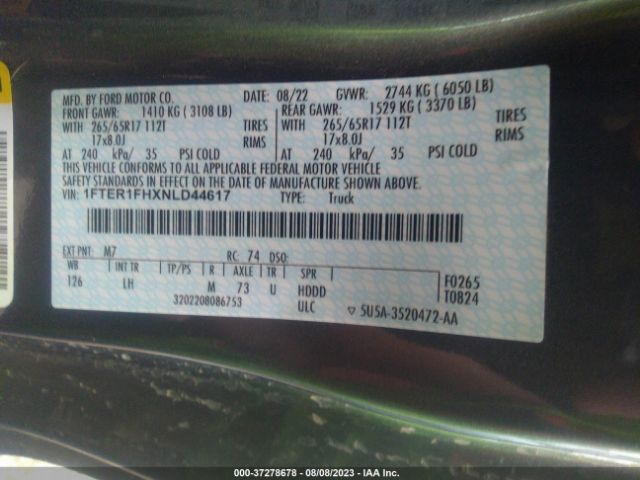 MFD. BY FORD MOTOR CO.
DATE: 08/22 GVWR: 2744 KG ( 6050 LB)
FRONT GAWR: 1410 KG ( 3108 LB)
REAR GAWR: 1529 KG ( 3370 LB)
WITH 265/65R17 112T TIRES
WITH 265/65R17 112T TIRES
17x8.0J RIMS
17x8.0J RIMS
AT 240 kPa/ 35 PSI COLD
AT 240 kPa/ 35 PSI COLD
THIS VEHICLE CONFORMS TO ALL APPLICABLE FEDERAL MOTOR VEHICLE
SAFETY STANDARDS IN EFFECT ON THE DATE OF MANUFACTURE SHOWN ABOVE.
VIN: 1FTER1FHXNLD44617 TYPE: Truck
EXT PNT: M7 RC: 74 DSO:
WB INT TR TP/PS R AXLE TR SPR
126 LH M 73 U HDDD
F0265
T0824
3202208086753 ULC
5U5A-3520472-AA
000-37278678 - 08/08/2023 - IAA Inc.